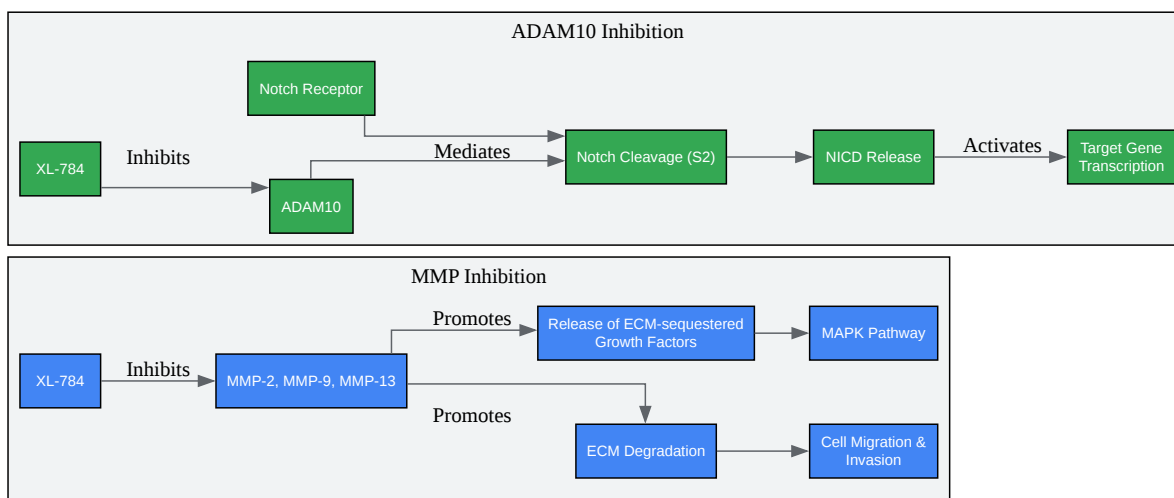 ADAM10 Inhibition
Notch Receptor
XL-784
Inhibits
ADAM10
Mediates
Notch Cleavage (S2)
NICD Release
Activates
Target Gene
Transcription
MMP Inhibition
XL-784
Inhibits
MMP-2, MMP-9, MMP-13
Promotes
Release of ECM-sequestered
Growth Factors
MAPK Pathway
Promotes
ECM Degradation
Cell Migration &
Invasion